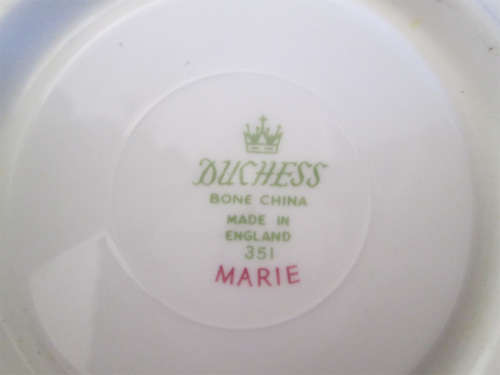 DUCHESS
BONE CHINA
MADE IN
ENGLAND
351
MARIE